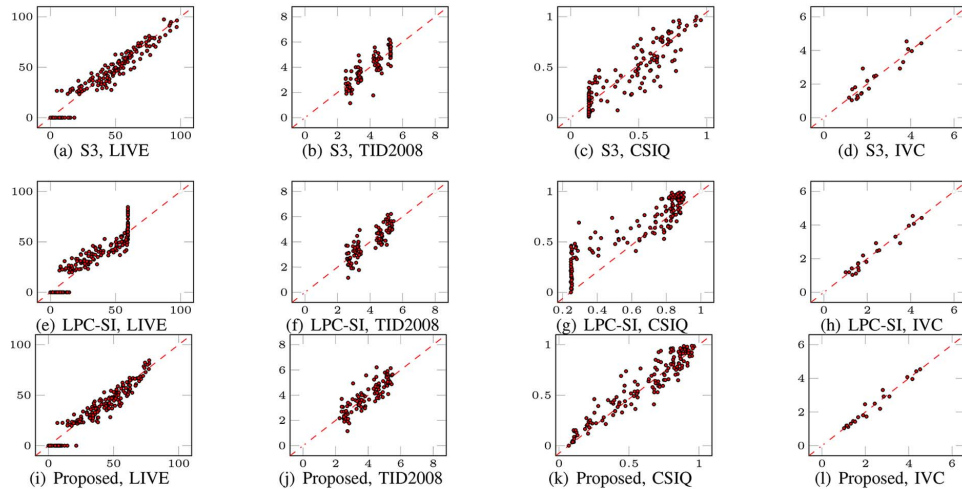 100
50
0
0 50 100
(a) S3, LIVE
8
6
4
2
0
0 2 4 6 8
(b) S3, TID2008
1
0.5
0
0 0.5 1
(c) S3, CSIQ
6
4
2
0
0 2 4 6
(d) S3, IVC
100
50
0
0 50 100
(e) LPC-SI, LIVE
8
6
4
2
0
0 2 4 6 8
(f) LPC-SI, TID2008
1
0.5
0
0.2 0.4 0.6 0.8 1
(g) LPC-SI, CSIQ
6
4
2
0
0 2 4 6
(h) LPC-SI, IVC
100
50
0
0 50 100
(i) Proposed, LIVE
8
6
4
2
0
0 2 4 6 8
(j) Proposed, TID2008
1
0.5
0
0 0.5 1
(k) Proposed, CSIQ
6
4
2
0
0 2 4 6
(l) Proposed, IVC